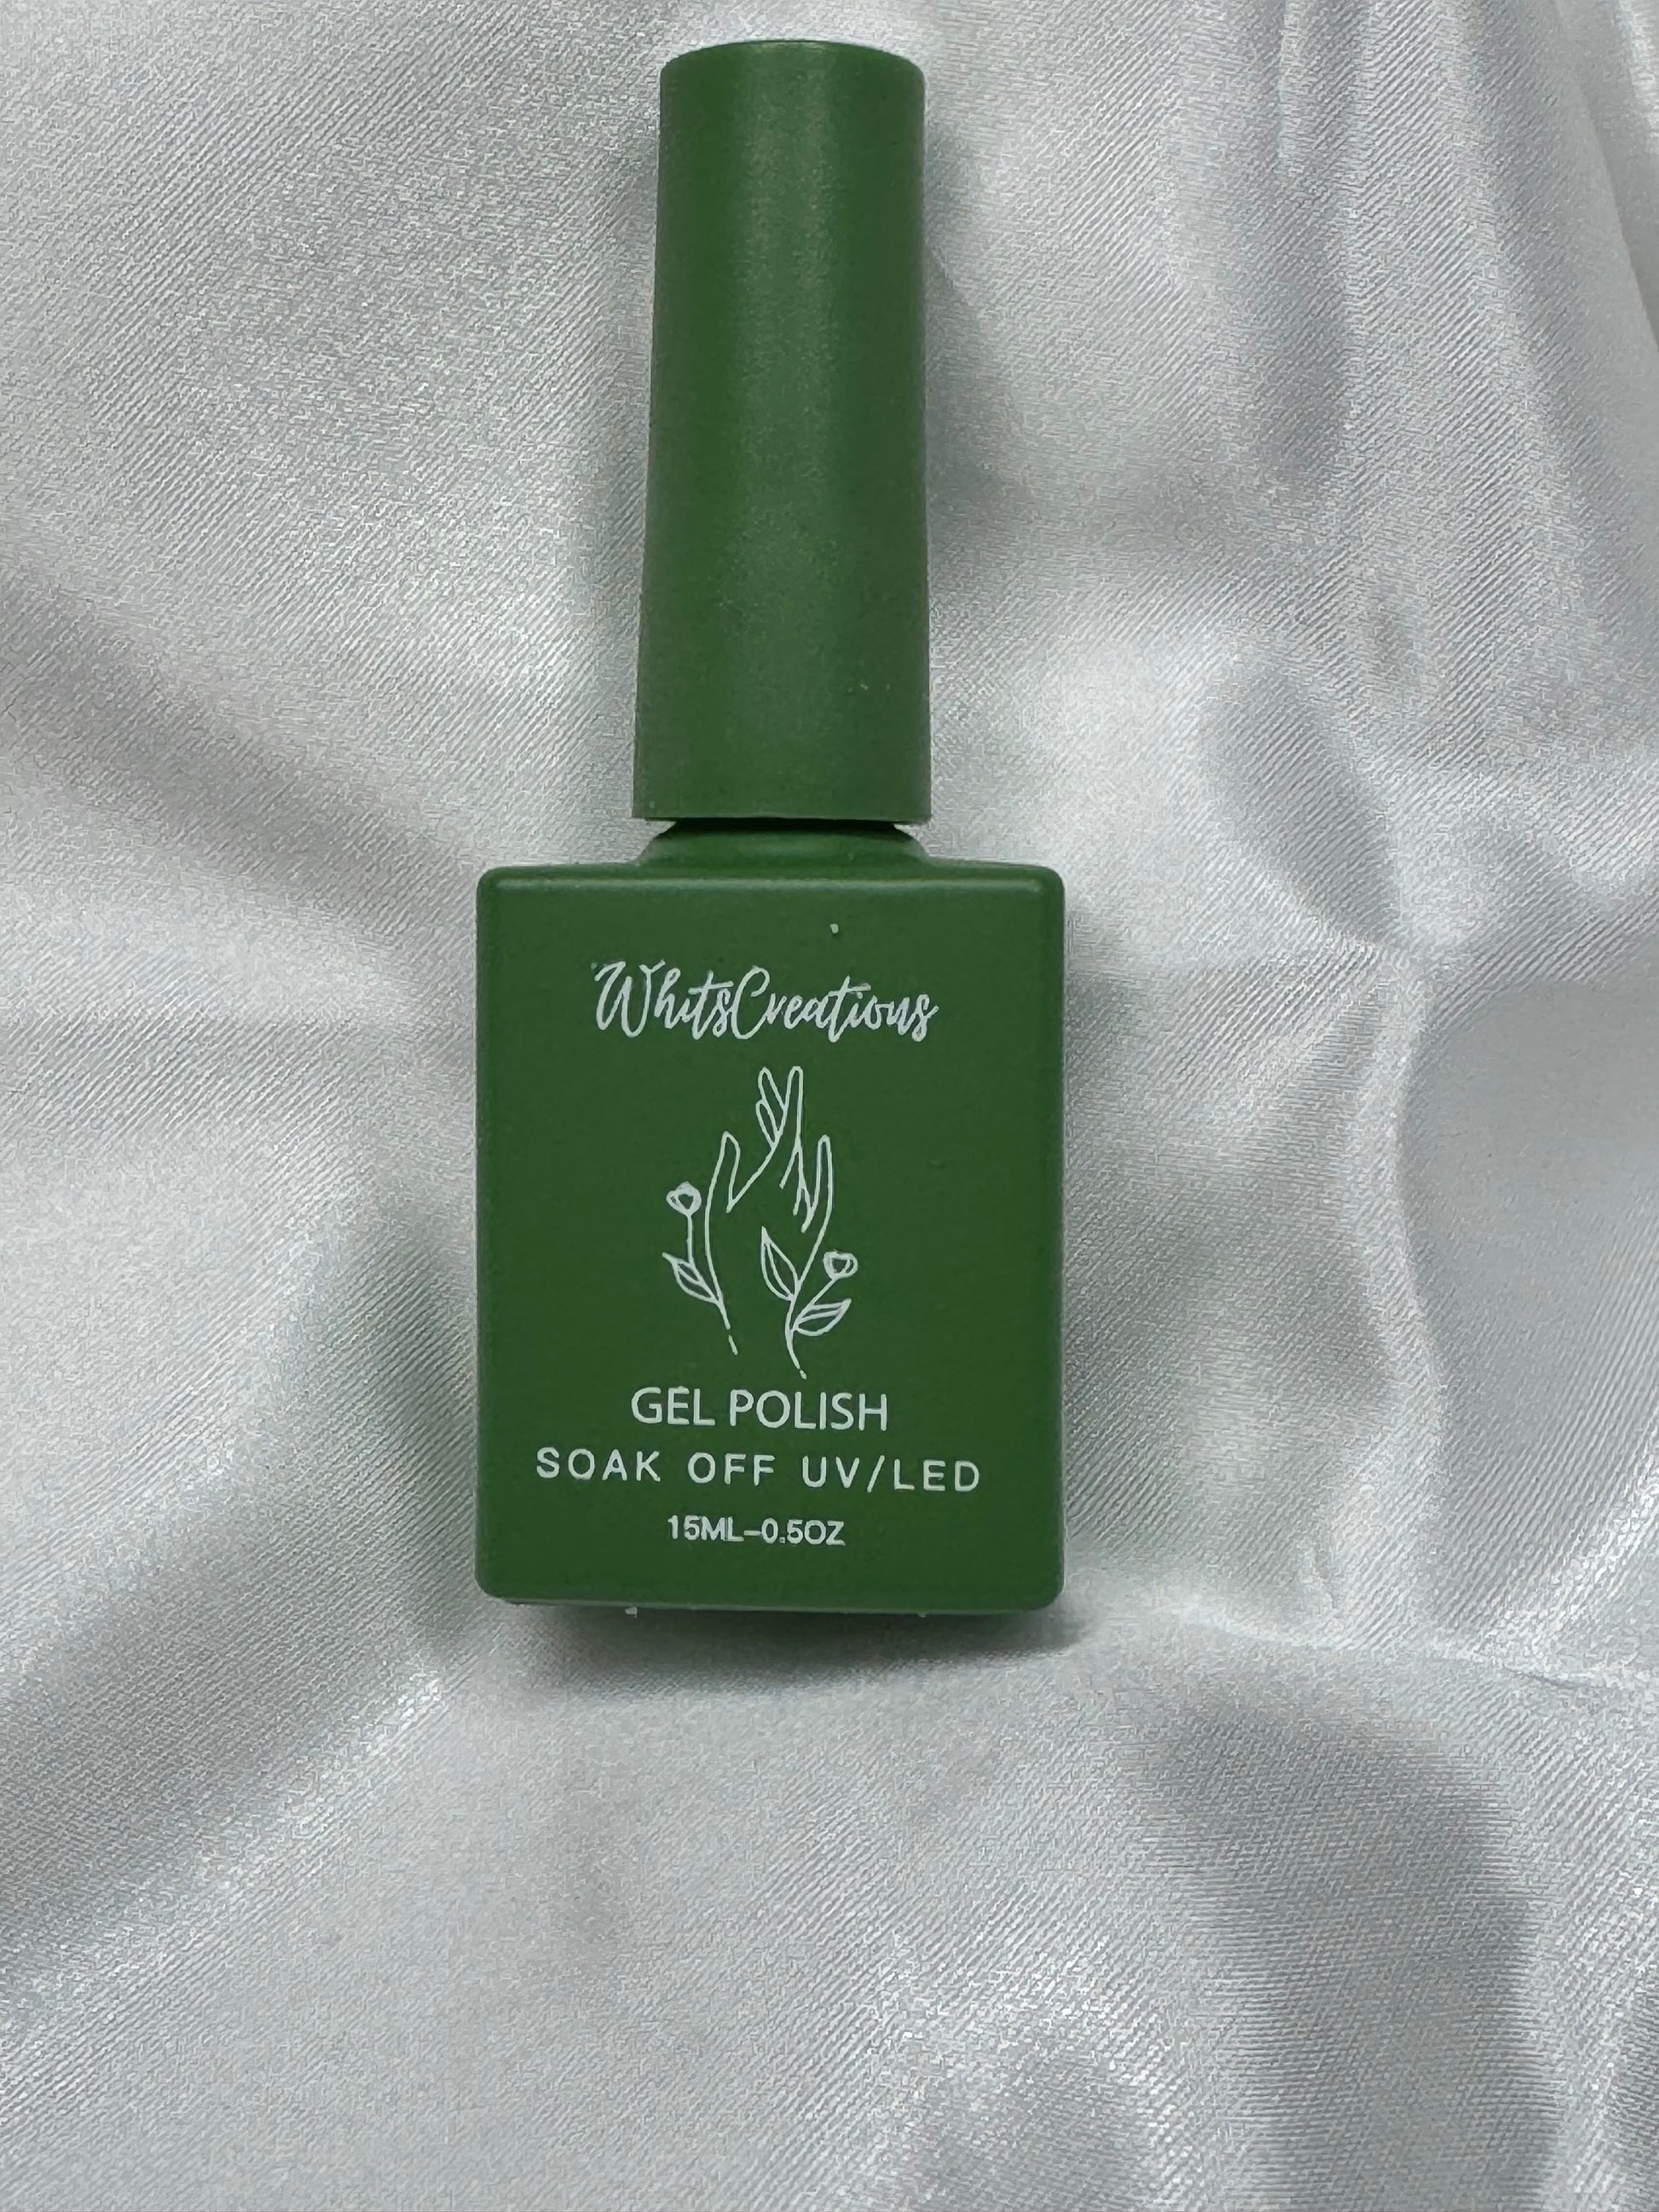 WhitsCreations
GEL POLISH
SOAK OFF UV/LED
15ML-0.5OZ